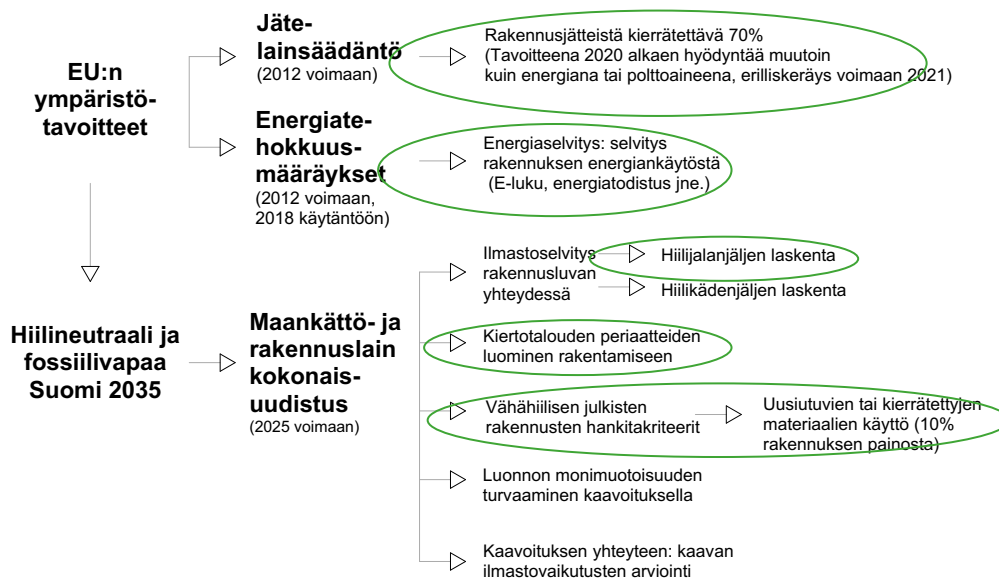 EU:n
ympäristö-
tavoitteet
Jäte-
lainsäädäntö
(2012 voimaan)
Rakennusjätteistä kierrätettävä 70%
(Tavoitteena 2020 alkaen hyödyntää muutoin
kuin energiana tai polttoaineena, erilliskeräys voimaan 2021)
Energiate-
hokkuus-
määräykset
(2012 voimaan,
2018 käytäntöön)
Energiaselvitys: selvitys
rakennuksen energiankäytöstä
(E-luku, energiatodistus jne.)
Hiilineutraali ja
fossiilivapaa
Suomi 2035
Maankättö- ja
rakennuslain
kokonais-
uudistus
(2025 voimaan)
Ilmastoselvitys
rakennusluvan
yhteydessä
Hiilijalanjäljen laskenta
Hiilikädenjäljen laskenta
Kiertotalouden periaatteiden
luominen rakentamiseen
Vähähiilisen julkisten
rakennusten hankitakriteerit
Uusiutuvien tai kierrätettyjen
materiaalien käyttö (10%
rakennuksen painosta)
Luonnon monimuotoisuuden
turvaaminen kaavoituksella
Kaavoituksen yhteyteen: kaavan
ilmastovaikutusten arviointi